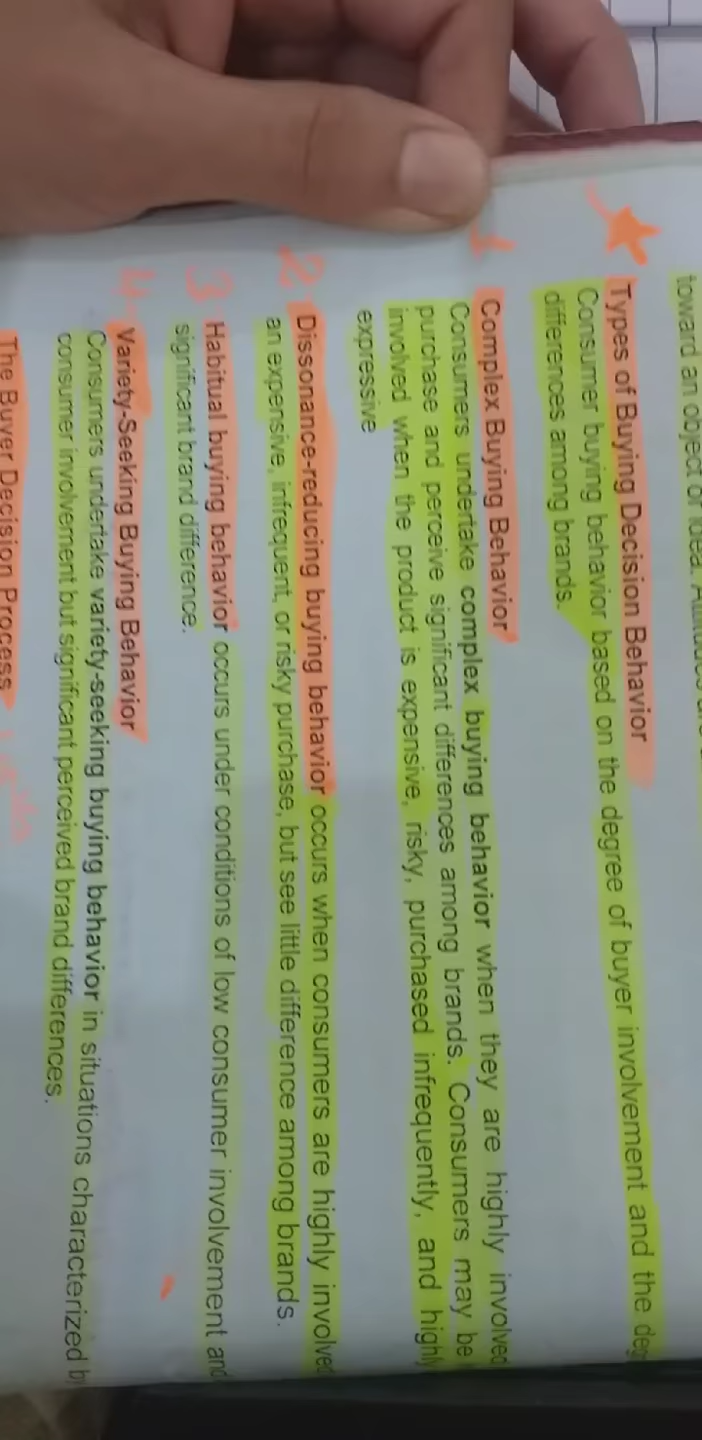 toward an object or idea.
Types of Buying Decision Behavior
Consumer buying behavior based on the degree of buyer involvement and the deg
differences among brands.
1 Complex Buying Behavior
Consumers undertake complex buying behavior when they are highly involved
purchase and perceive significant differences among brands. Consumers may be
involved when the product is expensive, risky, purchased infrequently, and highly
expressive
2 Dissonance-reducing buying behavior occurs when consumers are highly involved
an expensive, infrequent, or risky purchase, but see little difference among brands.
3 Habitual buying behavior occurs under conditions of low consumer involvement and
significant brand difference.
4 Variety-Seeking Buying Behavior
Consumers undertake variety-seeking buying behavior in situations characterized by
consumer involvement but significant perceived brand differences.
The Buyer Decision Process